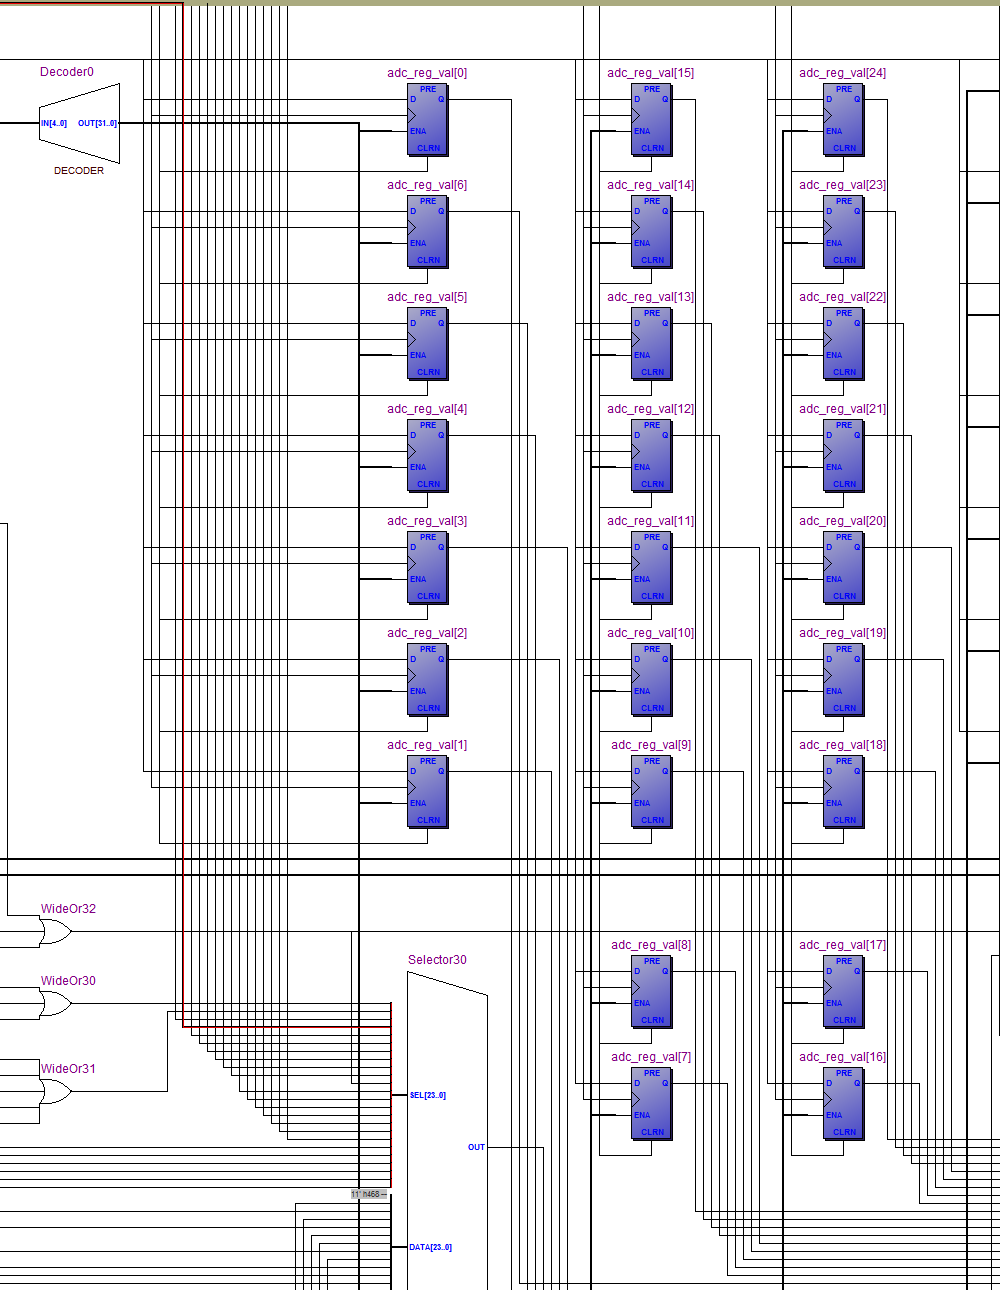 Decoder0
IN[4..0] OUT[31..0]
DECODER
adc_reg_val[0]
PRE
D Q
ENA
CLRN
adc_reg_val[6]
PRE
D Q
ENA
CLRN
adc_reg_val[5]
PRE
D Q
ENA
CLRN
adc_reg_val[4]
PRE
D Q
ENA
CLRN
adc_reg_val[3]
PRE
D Q
ENA
CLRN
adc_reg_val[2]
PRE
D Q
ENA
CLRN
adc_reg_val[1]
PRE
D Q
ENA
CLRN
adc_reg_val[15]
PRE
D Q
ENA
CLRN
adc_reg_val[14]
PRE
D Q
ENA
CLRN
adc_reg_val[13]
PRE
D Q
ENA
CLRN
adc_reg_val[12]
PRE
D Q
ENA
CLRN
adc_reg_val[11]
PRE
D Q
ENA
CLRN
adc_reg_val[10]
PRE
D Q
ENA
CLRN
adc_reg_val[9]
PRE
D Q
ENA
CLRN
adc_reg_val[24]
PRE
D Q
ENA
CLRN
adc_reg_val[23]
PRE
D Q
ENA
CLRN
adc_reg_val[22]
PRE
D Q
ENA
CLRN
adc_reg_val[21]
PRE
D Q
ENA
CLRN
adc_reg_val[20]
PRE
D Q
ENA
CLRN
adc_reg_val[19]
PRE
D Q
ENA
CLRN
adc_reg_val[18]
PRE
D Q
ENA
CLRN
WideOr32
WideOr30
WideOr31
Selector30
SEL[23..0]
OUT
11' h468 --
DATA[23..0]
adc_reg_val[8]
PRE
D Q
ENA
CLRN
adc_reg_val[7]
PRE
D Q
ENA
CLRN
adc_reg_val[17]
PRE
D Q
ENA
CLRN
adc_reg_val[16]
PRE
D Q
ENA
CLRN